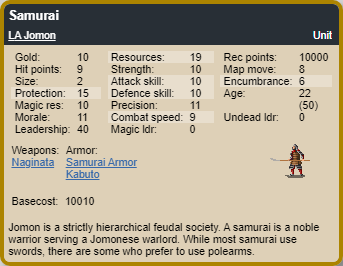 Samurai
LA Jomon Unit
Gold: 10 Resources: 19 Rec points: 10000
Hit points: 9 Strength: 10 Map move: 8
Size: 2 Attack skill: 10 Encumbrance: 6
Protection: 15 Defence skill: 10 Age: 22
Magic res: 10 Precision: 11 (50)
Morale: 11 Combat speed: 9 Undead ldr: 0
Leadership: 40 Magic ldr: 0
Weapons: Armor:
Naginata Samurai Armor
Kabuto
Basecost: 10010
Jomon is a strictly hierarchical feudal society. A samurai is a noble
warrior serving a Jomonese warlord. While most samurai use
swords, there are some who prefer to use polearms.